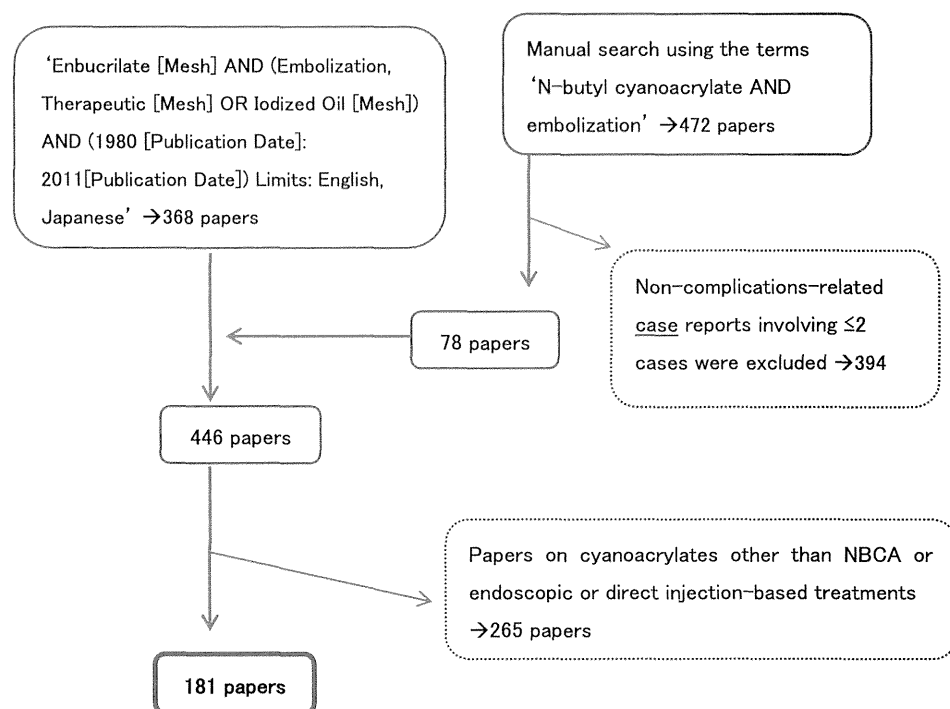 ‘Enbucrilate [Mesh] AND (Embolization,
Therapeutic [Mesh] OR Iodized Oil [Mesh])
AND (1980 [Publication Date]:
2011[Publication Date]) Limits: English,
Japanese’ →368 papers
Manual search using the terms
‘N-butyl cyanoacrylate AND
embolization’ →472 papers
Non-complications-related
case reports involving ≤2
cases were excluded →394
78 papers
446 papers
Papers on cyanoacrylates other than NBCA or
endoscopic or direct injection-based treatments
→265 papers
181 papers